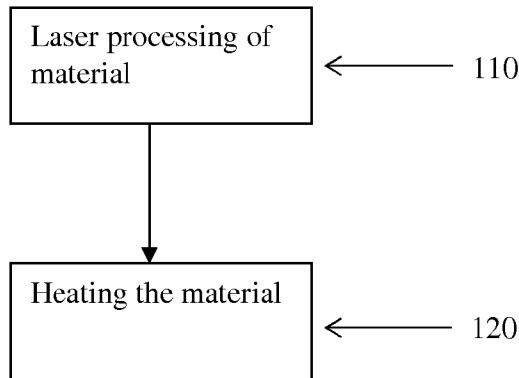 Laser processing of
material
110
Heating the material
120